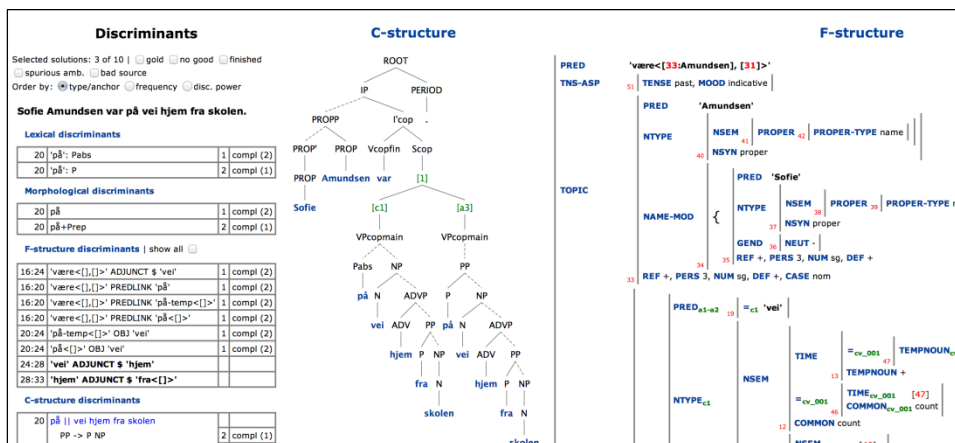 Discriminants
Selected solutions: 3 of 10 | gold no good finished
spurious amb. bad source
Order by: type/anchor frequency disc. power
Sofie Amundsen var på vei hjem fra skolen.
Lexical discriminants
20 'på': Pabs 1 compl (2)
20 'på': P 2 compl (1)
Morphological discriminants
20 på 1 compl (2)
20 på+Prep 2 compl (1)
F-structure discriminants | show all
16:24 'være<[],[]>' ADJUNCT $ 'vei' 1 compl (2)
16:20 'være<[],[]>' PREDLINK 'på' 1 compl (2)
16:20 'være<[],[]>' PREDLINK 'på-temp<[]>' 1 compl (2)
16:20 'være<[],[]>' PREDLINK 'på<[]>' 1 compl (2)
20:24 'på-temp<[]>' OBJ 'vei' 1 compl (2)
20:24 'på<[]>' OBJ 'vei' 1 compl (2)
24:28 'vei' ADJUNCT $ 'hjem'
28:33 'hjem' ADJUNCT $ 'fra<[]>'
C-structure discriminants
20 på || vei hjem fra skolen
PP -> P NP 2 compl (1)
C-structure
ROOT
IP PERIOD
PROPP I'cop .
PROP' PROP Vcopfin Scop
PROP Amundsen var [1]
Sofie [c1] [a3]
VPcopmain VPcopmain
Pabs NP PP
på N ADVP P NP
vei ADV PP på N ADVP
hjem P NP vei ADV PP
fra N hjem P NP
skolen fra N
skolen
F-structure
PRED 'være<[33:Amundsen], [31]>'
TNS-ASP 51 TENSE past, MOOD indicative
PRED 'Amundsen'
NTYPE NSEM 41 PROPER 42 PROPER-TYPE name
40 NSYN proper
TOPIC
PRED 'Sofie'
NTYPE NSEM 38 PROPER 39 PROPER-TYPE
37 NSYN proper
NAME-MOD {
GEND 36 NEUT -
35 REF +, PERS 3, NUM sg, DEF +
34
33 REF +, PERS 3, NUM sg, DEF +, CASE nom
PREDa1-a2 19 =c1 'vei'
TIME =cv_001 47 TEMPNOUN
13 TEMPNOUN +
NSEM
NTYPEc1
=cv_001 TIMEcv_001 [47]
46 COMMONcv_001 count
12 COMMON count